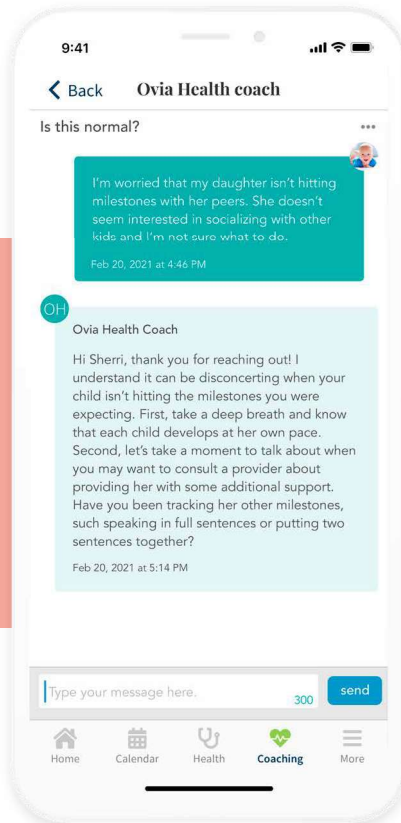 9:41
Back
Ovia Health coach
Is this normal?
I'm worried that my daughter isn't hitting
milestones with her peers. She doesn't
seem interested in socializing with other
kids and I'm not sure what to do.
Feb 20, 2021 at 4:46 PM
OH
Ovia Health Coach
Hi Sherri, thank you for reaching out! I
understand it can be disconcerting when your
child isn't hitting the milestones you were
expecting. First, take a deep breath and know
that each child develops at her own pace.
Second, let's take a moment to talk about when
you may want to consult a provider about
providing her with some additional support.
Have you been tracking her other milestones,
such speaking in full sentences or putting two
sentences together?
Feb 20, 2021 at 5:14 PM
Type your message here.
300
send
Home
Calendar
Health
Coaching
More